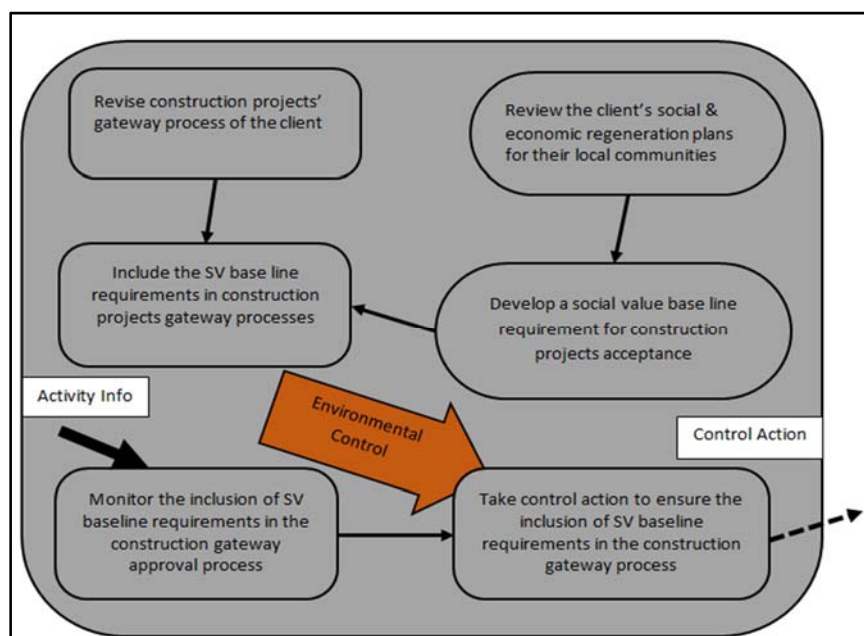 Revise construction projects'
gateway process of the client
Review the client's social &
economic regeneration plans
for their local communities
Include the SV base line
requirements in construction
projects gateway processes
Develop a social value base line
requirement for construction
projects acceptance
Activity Info
Environmental
Control
Control Action
Monitor the inclusion of SV
baseline requirements in the
construction gateway
approval process
Take control action to ensure the
inclusion of SV baseline
requirements in the construction
gateway process